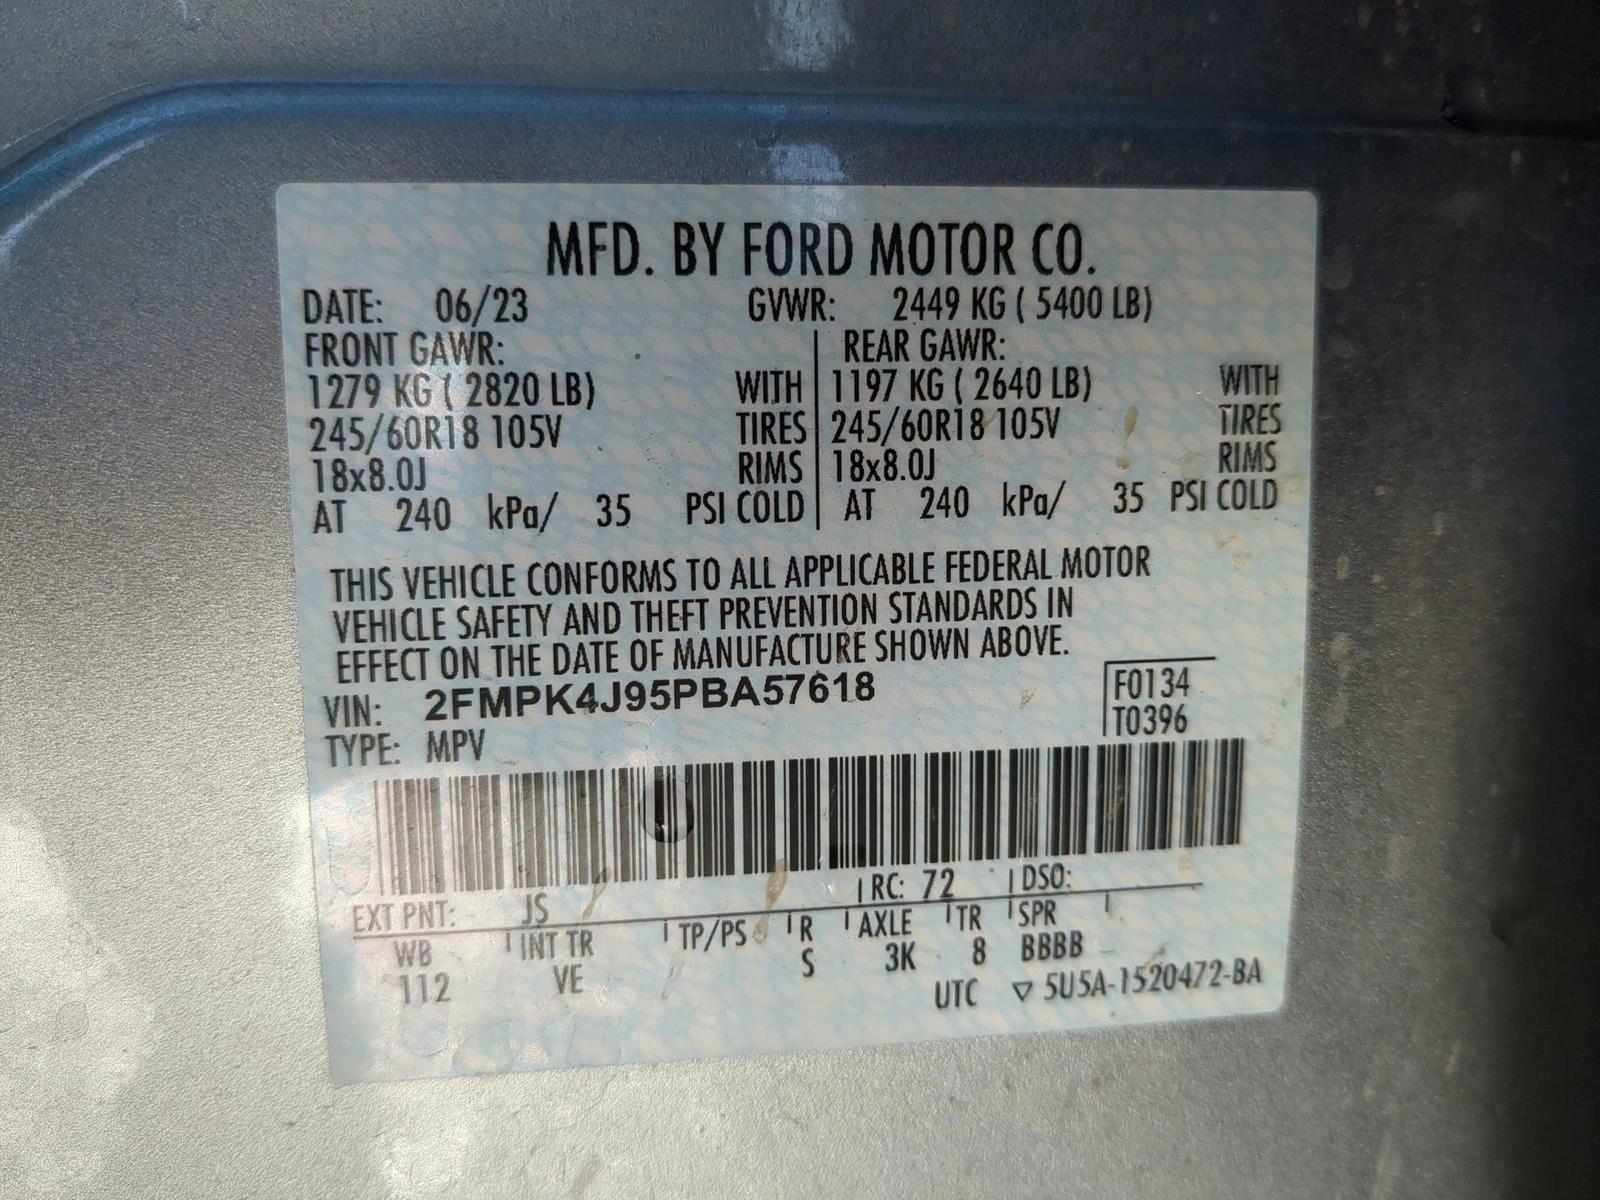 MFD. BY FORD MOTOR CO.
DATE: 06/23 GVWR: 2449 KG ( 5400 LB)
FRONT GAWR: REAR GAWR:
1279 KG ( 2820 LB) WITH 1197 KG ( 2640 LB) WITH
245/60R18 105V TIRES 245/60R18 105V TIRES
18x8.0J RIMS 18x8.0J RIMS
AT 240 kPa/ 35 PSI COLD AT 240 kPa/ 35 PSI COLD
THIS VEHICLE CONFORMS TO ALL APPLICABLE FEDERAL MOTOR
VEHICLE SAFETY AND THEFT PREVENTION STANDARDS IN
EFFECT ON THE DATE OF MANUFACTURE SHOWN ABOVE.
VIN: 2FMPK4J95PBA57618 F0134
TYPE: MPV T0396
EXT PNT: JS RC: 72 DSO:
WB INT TR TP/PS R AXLE TR SPR
112 VE S 3K 8 BBBB
UTC ▽ 5U5A-1520472-BA